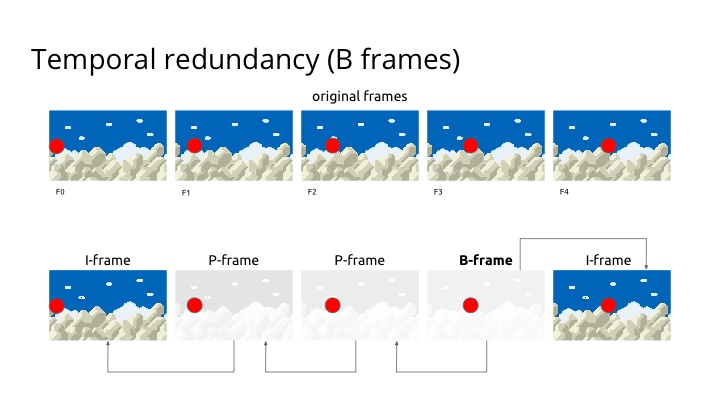 Temporal redundancy (B frames)
original frames
F0
F1
F2
F3
F4
I-frame
P-frame
P-frame
B-frame
I-frame